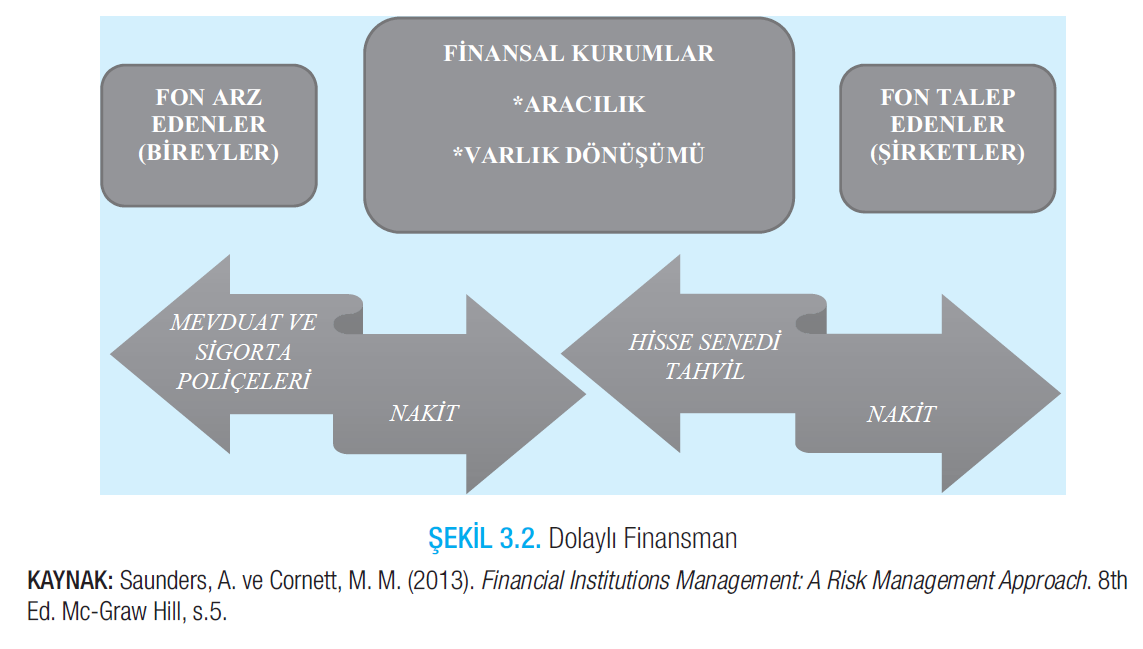 FON ARZ
EDENLER
(BİREYLER)
FİNANSAL KURUMLAR
*ARACILIK
*VARLIK DÖNÜŞÜMÜ
FON TALEP
EDENLER
(ŞİRKETLER)
MEVDUAT VE
SİGORTA
POLİÇELERİ
NAKİT
HİSSE SENEDİ
TAHVİL
NAKİT
ŞEKİL 3.2. Dolaylı Finansman
KAYNAK: Saunders, A. ve Cornett, M. M. (2013). Financial Institutions Management: A Risk Management Approach. 8th
Ed. Mc-Graw Hill, s.5.